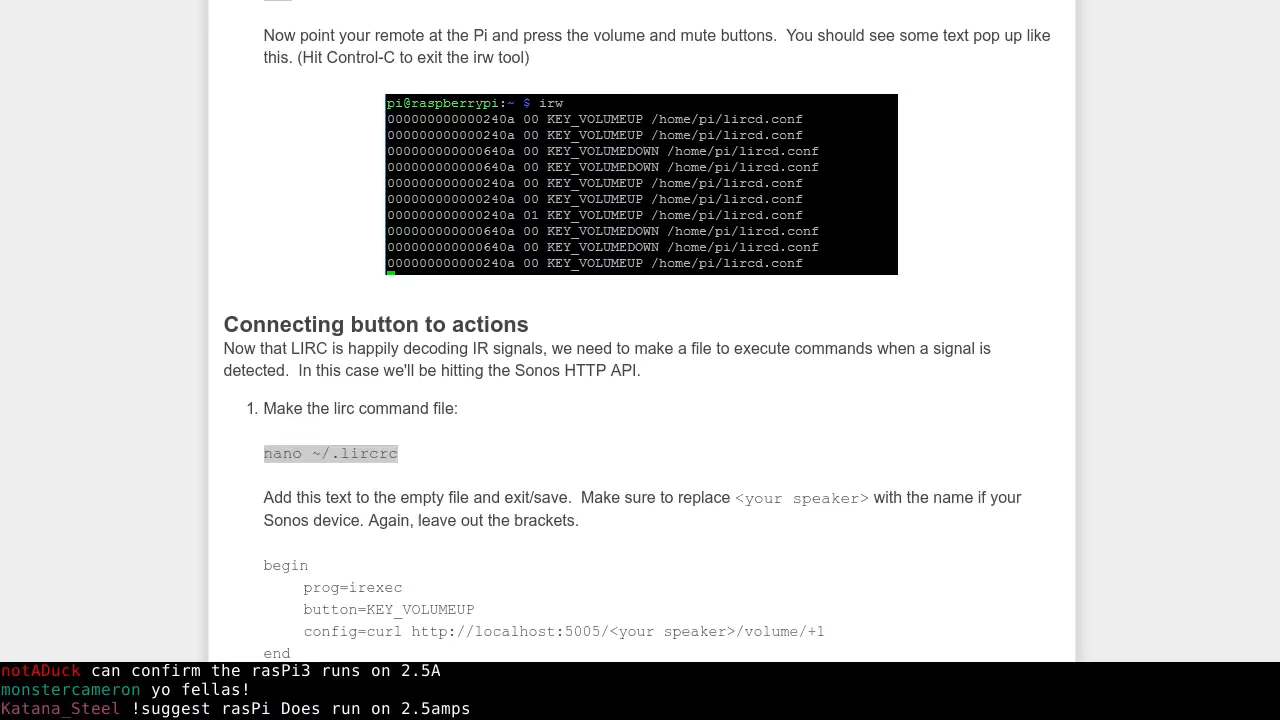 Now point your remote at the Pi and press the volume and mute buttons.  You should see some text pop up like
this. (Hit Control-C to exit the irw tool)
pi@raspberrypi:~ $ irw
000000000000240a 00 KEY_VOLUMEUP /home/pi/lircd.conf
000000000000240a 00 KEY_VOLUMEUP /home/pi/lircd.conf
000000000000640a 00 KEY_VOLUMEDOWN /home/pi/lircd.conf
000000000000640a 00 KEY_VOLUMEDOWN /home/pi/lircd.conf
000000000000240a 00 KEY_VOLUMEUP /home/pi/lircd.conf
000000000000240a 00 KEY_VOLUMEUP /home/pi/lircd.conf
000000000000240a 01 KEY_VOLUMEUP /home/pi/lircd.conf
000000000000640a 00 KEY_VOLUMEDOWN /home/pi/lircd.conf
000000000000640a 00 KEY_VOLUMEDOWN /home/pi/lircd.conf
000000000000240a 00 KEY_VOLUMEUP /home/pi/lircd.conf
Connecting button to actions
Now that LIRC is happily decoding IR signals, we need to make a file to execute commands when a signal is
detected.  In this case we'll be hitting the Sonos HTTP API.
1. Make the lirc command file:
nano ~/.lircrc
Add this text to the empty file and exit/save.  Make sure to replace <your speaker> with the name if your
Sonos device. Again, leave out the brackets.
begin
prog=irexec
button=KEY_VOLUMEUP
config=curl http://localhost:5005/<your speaker>/volume/+1
end
notADuck can confirm the rasPi3 runs on 2.5A
monstercameron yo fellas!
Katana_Steel !suggest rasPi Does run on 2.5amps